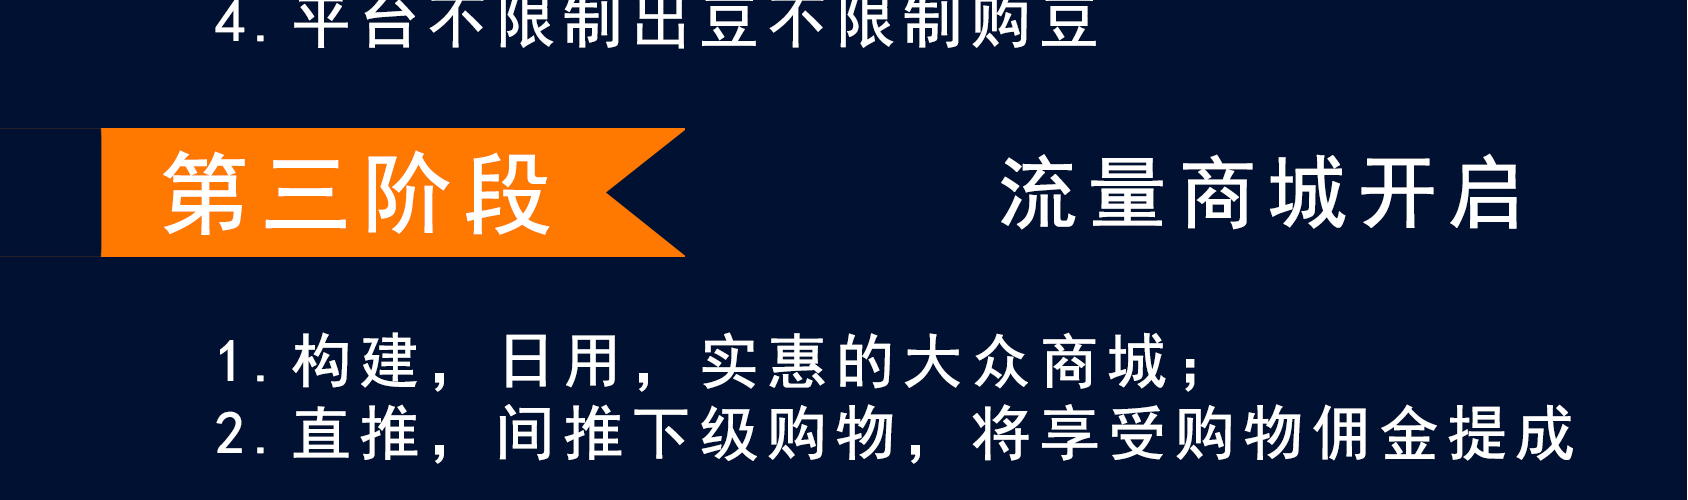 4.平台不限制出豆不限制购豆
第三阶段 流量商城开启
1.构建，日用，实惠的大众商城；
2.直推，间推下级购物，将享受购物佣金提成